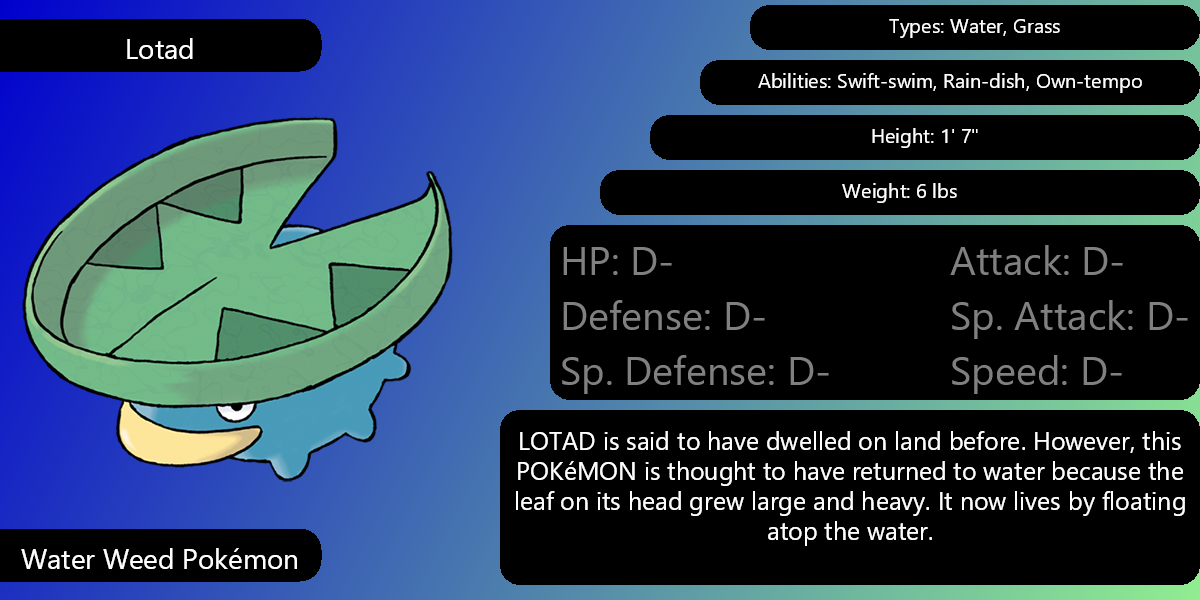 Lotad
Types: Water, Grass
Abilities: Swift-swim, Rain-dish, Own-tempo
Height: 1' 7"
Weight: 6 lbs
HP: D-
Attack: D-
Defense: D-
Sp. Attack: D-
Sp. Defense: D-
Speed: D-
LOTAD is said to have dwelled on land before. However, this
POKéMON is thought to have returned to water because the
leaf on its head grew large and heavy. It now lives by floating
atop the water.
Water Weed Pokémon